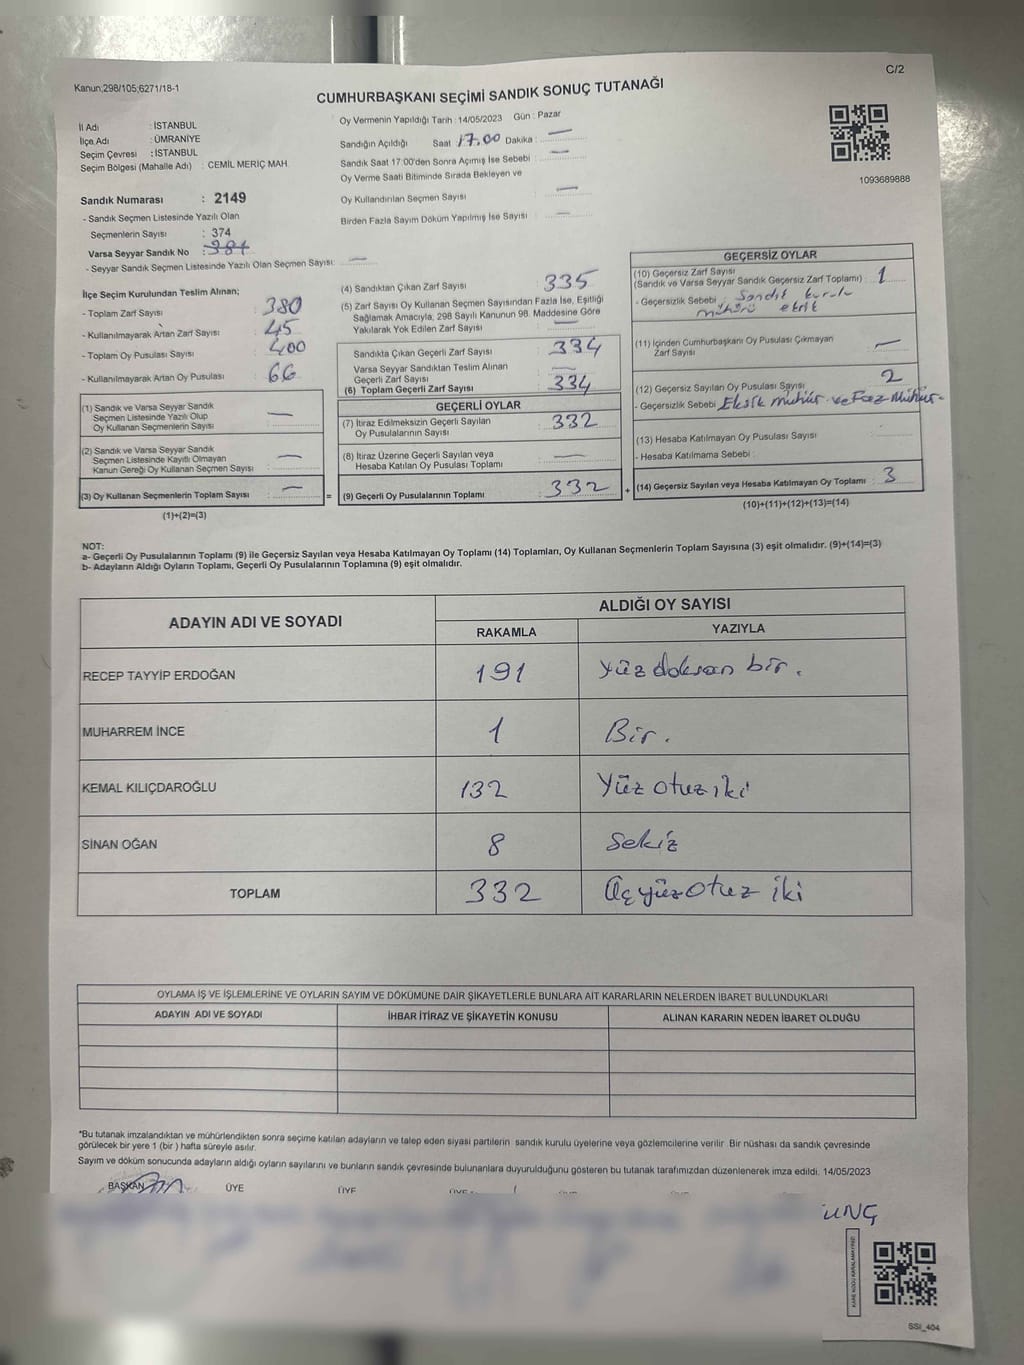 C/2
Kanun;298/105;6271/18-1
CUMHURBAŞKANI SEÇİMİ SANDIK SONUÇ TUTANAĞI
İl Adı : İSTANBUL
İlçe Adı : ÜMRANİYE
Seçim Çevresi : İSTANBUL
Seçim Bölgesi (Mahalle Adı) : CEMİL MERİÇ MAH.
Sandık Numarası : 2149
- Sandık Seçmen Listesinde Yazılı Olan
Seçmenlerin Sayısı : 374
Varsa Seyyar Sandık No : 381
- Seyyar Sandık Seçmen Listesinde Yazılı Olan Seçmen Sayısı: —
Oy Vermenin Yapıldığı Tarih : 14/05/2023 Gün : Pazar
Sandığın Açıldığı Saat 17.00 Dakika : —
Sandık Saat 17:00'den Sonra Açımış İse Sebebi : —
Oy Verme Saati Bitiminde Sırada Bekleyen ve
Oy Kullandırılan Seçmen Sayısı : —
Birden Fazla Sayım Döküm Yapılmış İse Sayısı : —
1093689888
İlçe Seçim Kurulundan Teslim Alınan;
- Toplam Zarf Sayısı : 380
- Kullanılmayarak Artan Zarf Sayısı : 45
- Toplam Oy Pusulası Sayısı : 400
- Kullanılmayarak Artan Oy Pusulası : 66
(1) Sandık ve Varsa Seyyar Sandık
Seçmen Listesinde Yazılı Olup
Oy Kullanan Seçmenlerin Sayısı : —
(2) Sandık ve Varsa Seyyar Sandık
Seçmen Listesinde Kayıtlı Olmayan
Kanun Gereği Oy Kullanan Seçmen Sayısı : —
(3) Oy Kullanan Seçmenlerin Toplam Sayısı : —
(1)+(2)=(3)
=
(4) Sandıktan Çıkan Zarf Sayısı : 335
(5) Zarf Sayısı Oy Kullanan Seçmen Sayısından Fazla İse, Eşitliği
Sağlamak Amacıyla, 298 Sayılı Kanunun 98. Maddesine Göre
Yakılarak Yok Edilen Zarf Sayısı : —
Sandıkta Çıkan Geçerli Zarf Sayısı : 334
Varsa Seyyar Sandıktan Teslim Alınan
Geçerli Zarf Sayısı : —
(6) Toplam Geçerli Zarf Sayısı : 334
GEÇERLİ OYLAR
(7) İtiraz Edilmeksizin Geçerli Sayılan
Oy Pusulalarının Sayısı : 332
(8) İtiraz Üzerine Geçerli Sayılan veya
Hesaba Katılan Oy Pusulası Toplamı : —
(9) Geçerli Oy Pusulalarının Toplamı : 332
+
GEÇERSİZ OYLAR
(10) Geçersiz Zarf Sayısı
(Sandık ve Varsa Seyyar Sandık Geçersiz Zarf Toplamı) : 1
- Geçersizlik Sebebi : Sandık kurulu
mühürü eksik
(11) İçinden Cumhurbaşkanı Oy Pusulası Çıkmayan
Zarf Sayısı : —
(12) Geçersiz Sayılan Oy Pusulası Sayısı : 2
- Geçersizlik Sebebi : Eksik mühür ve Faz Mühür-
(13) Hesaba Katılmayan Oy Pusulası Sayısı :
- Hesaba Katılmama Sebebi :
(14) Geçersiz Sayılan veya Hesaba Katılmayan Oy Toplamı : 3
(10)+(11)+(12)+(13)=(14)
NOT:
a- Geçerli Oy Pusulalarının Toplamı (9) ile Geçersiz Sayılan veya Hesaba Katılmayan Oy Toplamı (14) Toplamları, Oy Kullanan Seçmenlerin Toplam Sayısına (3) eşit olmalıdır. (9)+(14)=(3)
b- Adayların Aldığı Oyların Toplamı, Geçerli Oy Pusulalarının Toplamına (9) eşit olmalıdır.
ADAYIN ADI VE SOYADI ALDIĞI OY SAYISI
RAKAMLA YAZIYLA
RECEP TAYYİP ERDOĞAN 191 Yüz doksan bir.
MUHARREM İNCE 1 Bir.
KEMAL KILIÇDAROĞLU 132 Yüz otuz iki
SİNAN OĞAN 8 Sekiz
TOPLAM 332 Üçyüz otuz iki
OYLAMA İŞ VE İŞLEMLERİNE VE OYLARIN SAYIM VE DÖKÜMÜNE DAİR ŞİKAYETLERLE BUNLARA AİT KARARLARIN NELERDEN İBARET BULUNDUKLARI
ADAYIN ADI VE SOYADI İHBAR İTİRAZ VE ŞİKAYETİN KONUSU ALINAN KARARIN NEDEN İBARET OLDUĞU
*Bu tutanak imzalandıktan ve mühürlendikten sonra seçime katılan adayların ve talep eden siyasi partilerin sandık kurulu üyelerine veya gözlemcilerine verilir. Bir nüshası da sandık çevresinde
görülecek bir yere 1 (bir ) hafta süreyle asılır.
Sayım ve döküm sonucunda adayların aldığı oyların sayılarını ve bunların sandık çevresinde bulunanlara duyurulduğunu gösteren bu tutanak tarafımızdan düzenlenerek imza edildi. 14/05/2023
BAŞKAN ÜYE ÜYE
SSI_404